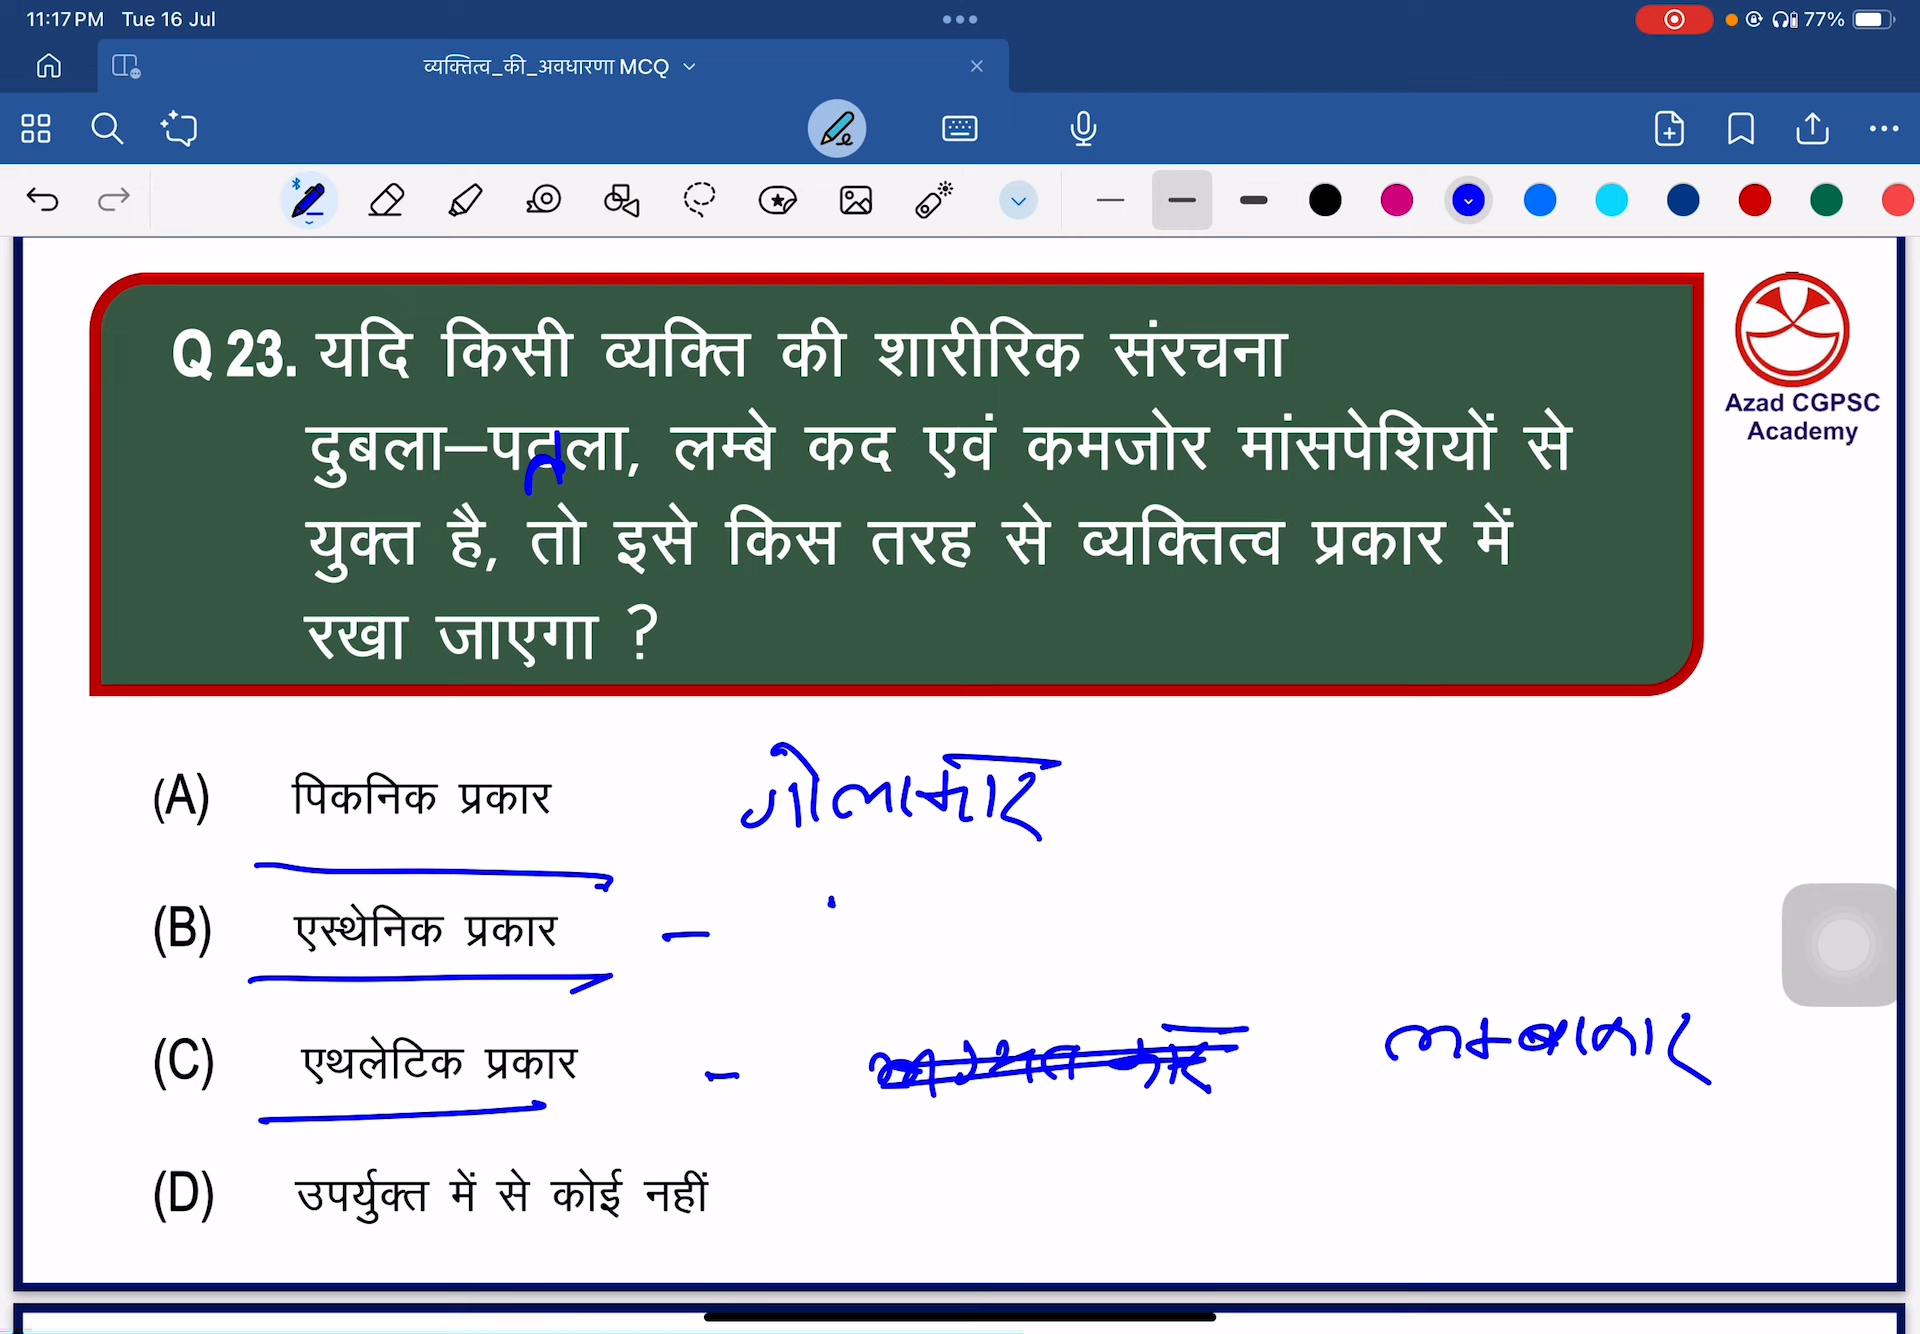 11:17 PM Tue 16 Jul
77%
व्यक्तित्व_की_अवधारणा MCQ
Q 23. यदि किसी व्यक्ति की शारीरिक संरचना
दुबला–पतला, लम्बे कद एवं कमजोर मांसपेशियों से
युक्त है, तो इसे किस तरह से व्यक्तित्व प्रकार में
रखा जाएगा ?
Azad CGPSC
Academy
(A) पिकनिक प्रकार गोलाकार
(B) एस्थेनिक प्रकार –
(C) एथलेटिक प्रकार – लम्बाकार
(D) उपर्युक्त में से कोई नहीं